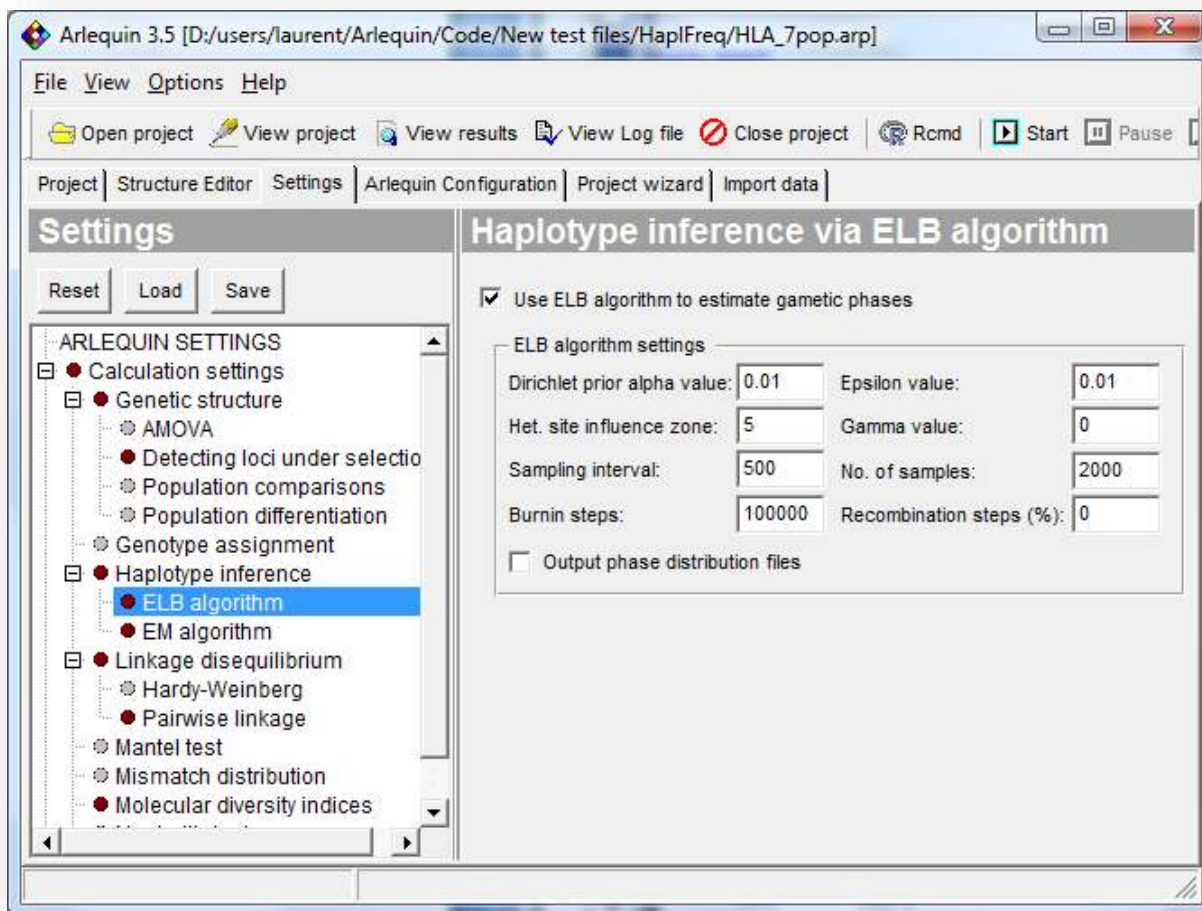 Arlequin 3.5 [D:/users/laurent/Arlequin/Code/New test files/HaplFreq/HLA_7pop.arp]
File View Options Help
Open project View project View results View Log file Close project Rcmd Start Pause
Project Structure Editor Settings Arlequin Configuration Project wizard Import data
Settings
Reset Load Save
ARLEQUIN SETTINGS
Calculation settings
Genetic structure
AMOVA
Detecting loci under selectio
Population comparisons
Population differentiation
Genotype assignment
Haplotype inference
ELB algorithm
EM algorithm
Linkage disequilibrium
Hardy-Weinberg
Pairwise linkage
Mantel test
Mismatch distribution
Molecular diversity indices
Haplotype inference via ELB algorithm
Use ELB algorithm to estimate gametic phases
ELB algorithm settings
Dirichlet prior alpha value: 0.01 Epsilon value: 0.01
Het. site influence zone: 5 Gamma value: 0
Sampling interval: 500 No. of samples: 2000
Burnin steps: 100000 Recombination steps (%): 0
Output phase distribution files